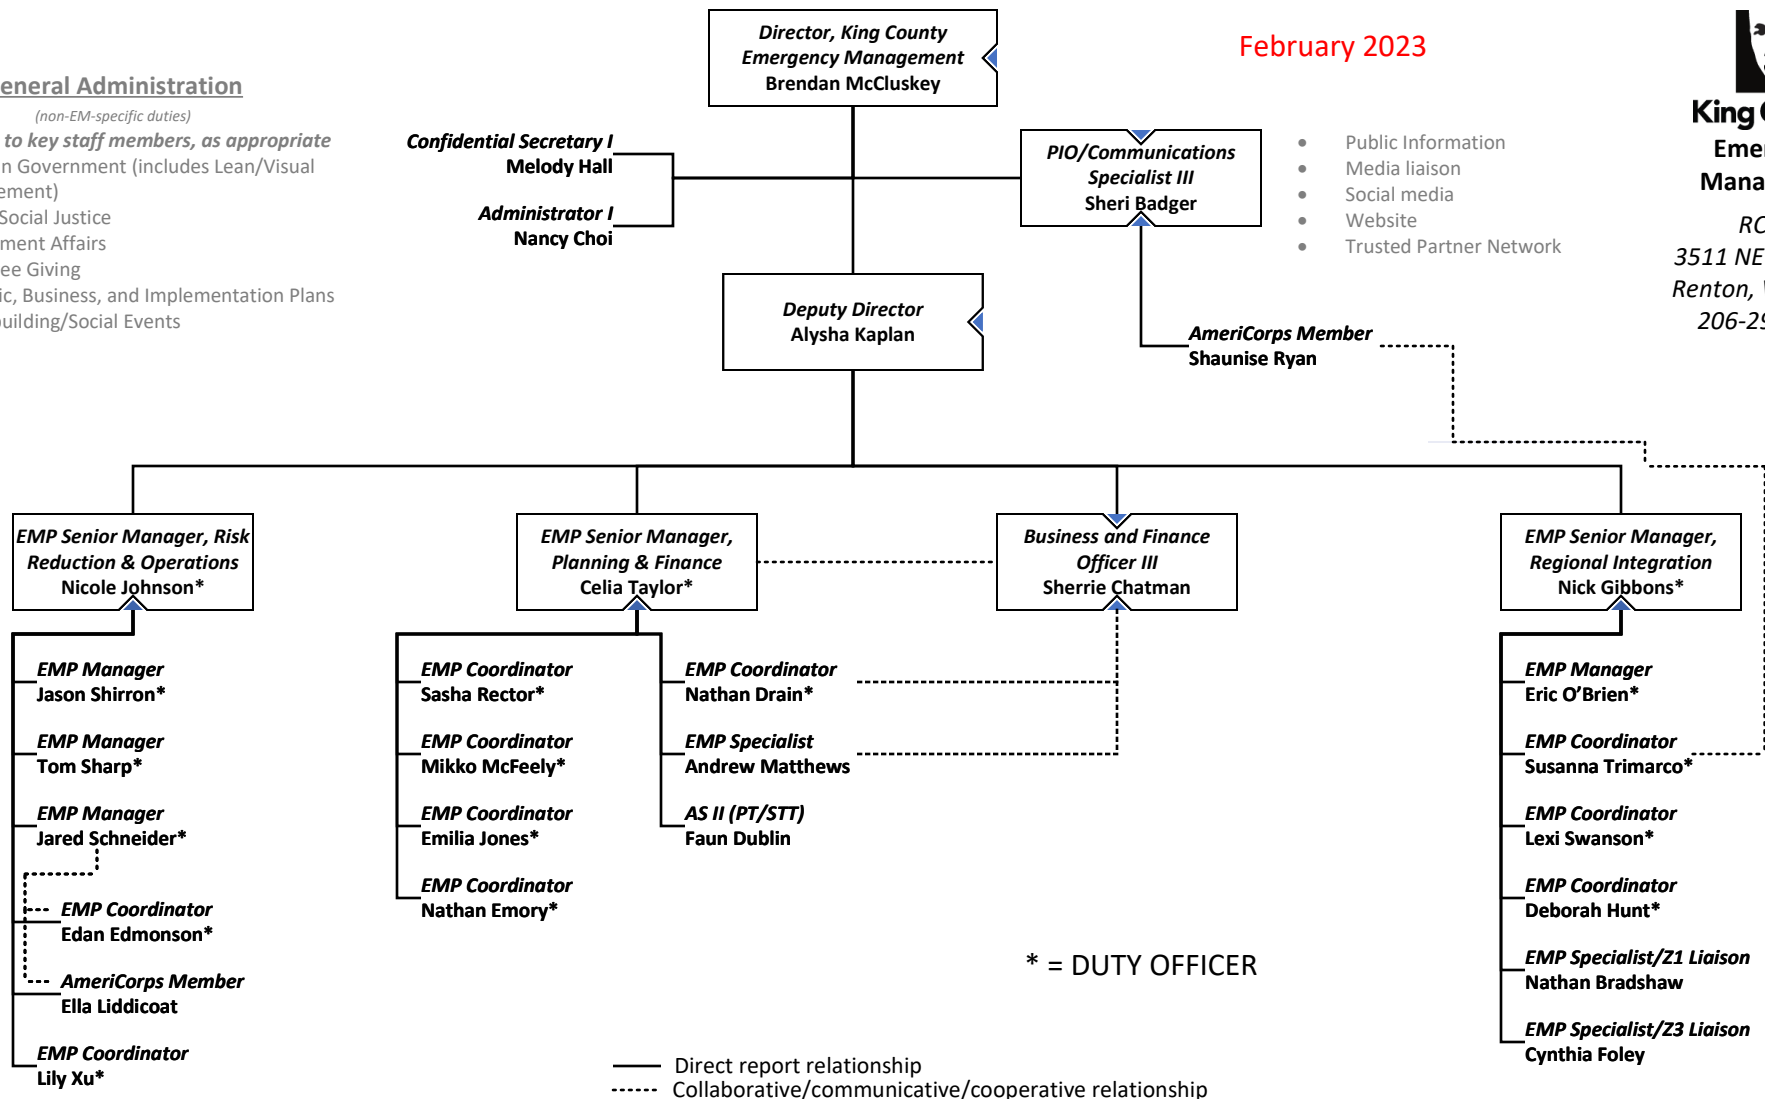 Director, King County
Emergency Management
Brendan McCluskey
February 2023
eneral Administration
(non-EM-specific duties)
to key staff members, as appropriate
n Government (includes Lean/Visual
ement)
Social Justice
ment Affairs
ee Giving
ic, Business, and Implementation Plans
uilding/Social Events
Confidential Secretary I
Melody Hall
Administrator I
Nancy Choi
PIO/Communications
Specialist III
Sheri Badger
• Public Information
• Media liaison
• Social media
• Website
• Trusted Partner Network
King
Emer
Mana
RC
3511 NE
Renton,
206-29
Deputy Director
Alysha Kaplan
AmeriCorps Member
Shaunise Ryan
EMP Senior Manager, Risk
Reduction & Operations
Nicole Johnson*
EMP Senior Manager,
Planning & Finance
Celia Taylor*
Business and Finance
Officer III
Sherrie Chatman
EMP Senior Manager,
Regional Integration
Nick Gibbons*
EMP Manager
Jason Shirron*
EMP Manager
Tom Sharp*
EMP Manager
Jared Schneider*
EMP Coordinator
Edan Edmonson*
AmeriCorps Member
Ella Liddicoat
EMP Coordinator
Lily Xu*
EMP Coordinator
Sasha Rector*
EMP Coordinator
Mikko McFeely*
EMP Coordinator
Emilia Jones*
EMP Coordinator
Nathan Emory*
EMP Coordinator
Nathan Drain*
EMP Specialist
Andrew Matthews
AS II (PT/STT)
Faun Dublin
EMP Manager
Eric O’Brien*
EMP Coordinator
Susanna Trimarco*
EMP Coordinator
Lexi Swanson*
EMP Coordinator
Deborah Hunt*
EMP Specialist/Z1 Liaison
Nathan Bradshaw
EMP Specialist/Z3 Liaison
Cynthia Foley
* = DUTY OFFICER
Direct report relationship
Collaborative/communicative/cooperative relationship